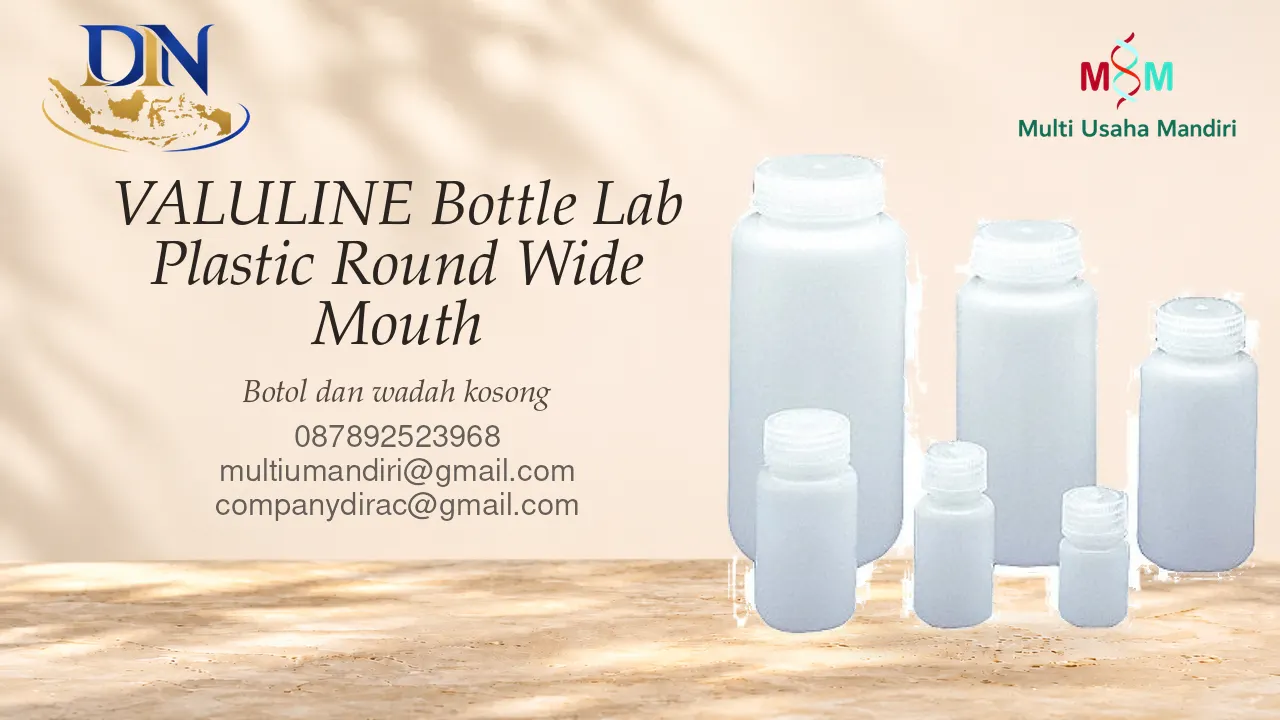 DIN
MSM
Multi Usaha Mandiri
VALULINE Bottle Lab
Plastic Round Wide
Mouth
Botol dan wadah kosong
087892523968
multiumandiri@gmail.com
companydirac@gmail.com